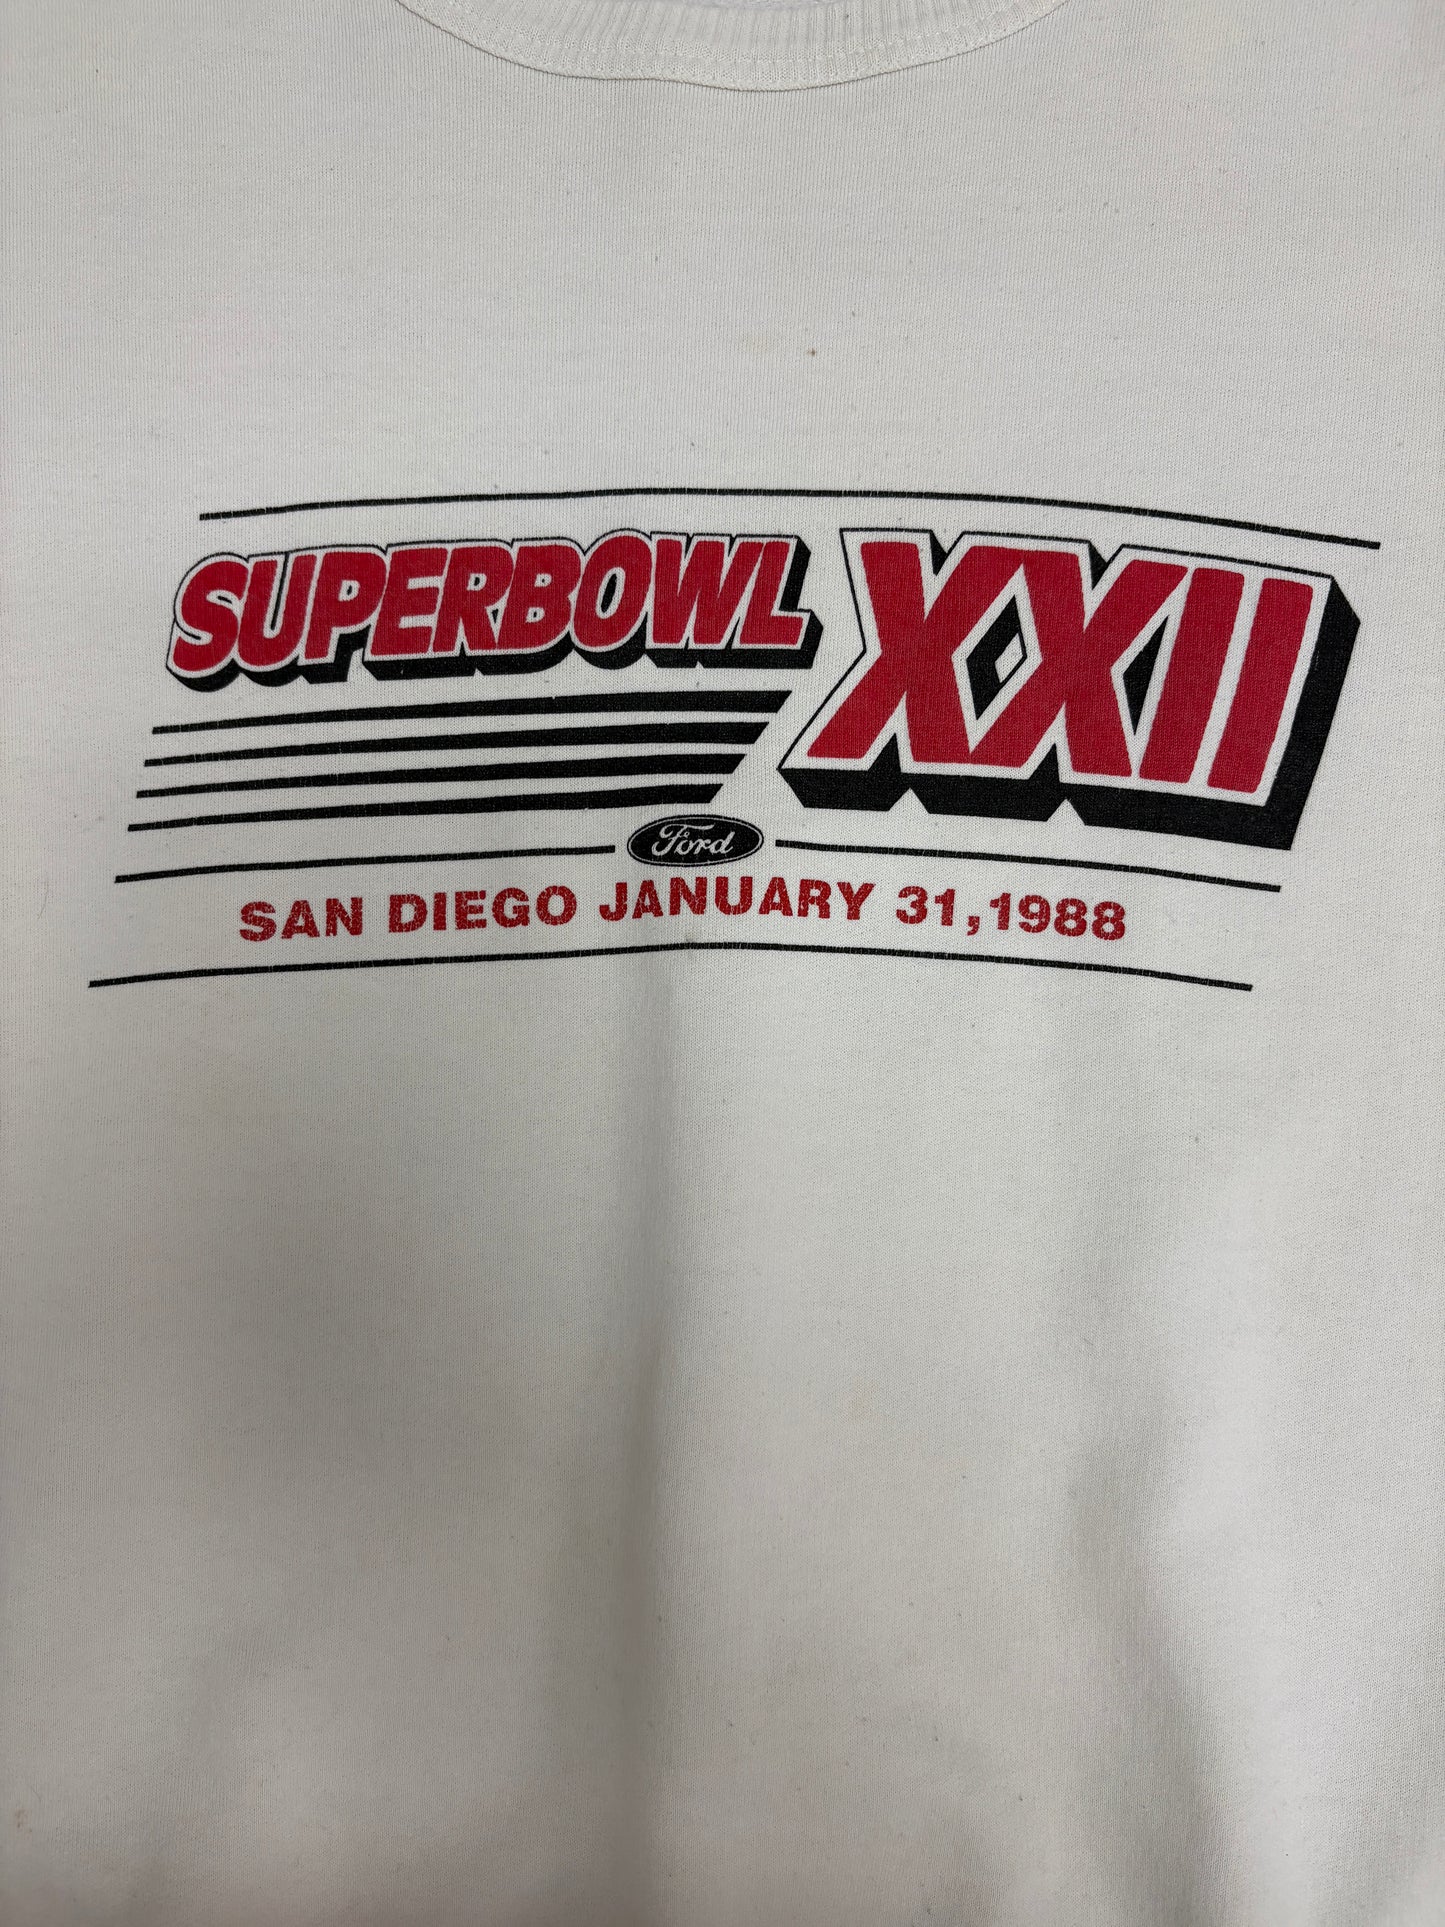 SUPERBOWL XXII
Ford
SAN DIEGO JANUARY 31,1988